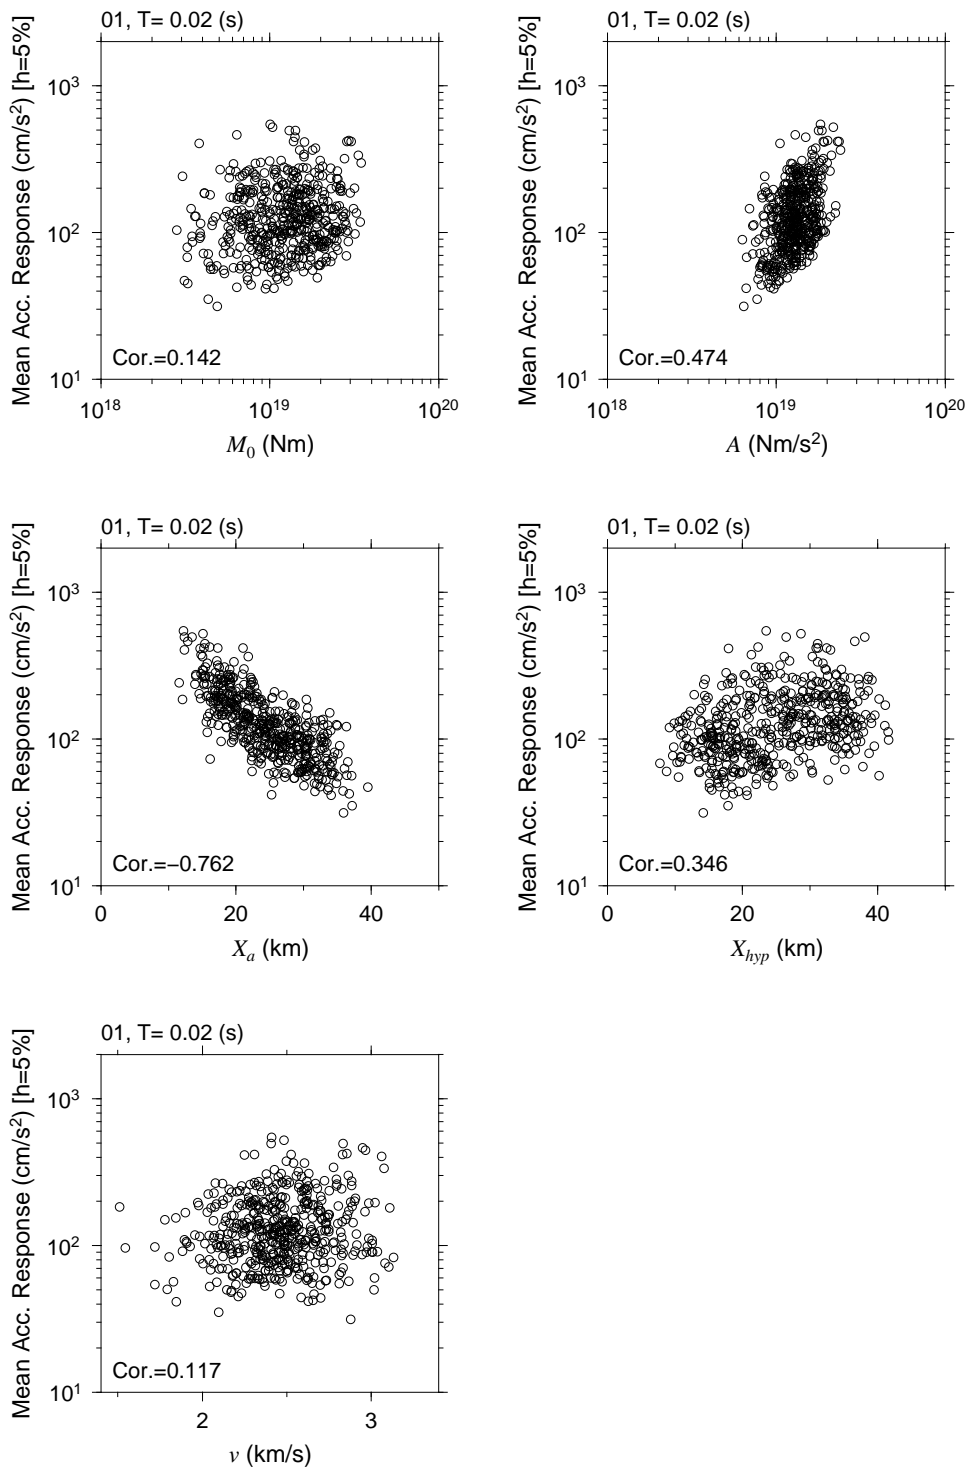 01, T= 0.02 (s)
Mean Acc. Response (cm/s²) [h=5%]
10³
10²
10¹
Cor.=0.142
10¹⁸ 10¹⁹ 10²⁰
M₀ (Nm)
01, T= 0.02 (s)
Mean Acc. Response (cm/s²) [h=5%]
10³
10²
10¹
Cor.=0.474
10¹⁸ 10¹⁹ 10²⁰
A (Nm/s²)
01, T= 0.02 (s)
Mean Acc. Response (cm/s²) [h=5%]
10³
10²
10¹
Cor.=−0.762
0 20 40
Xₐ (km)
01, T= 0.02 (s)
Mean Acc. Response (cm/s²) [h=5%]
10³
10²
10¹
Cor.=0.346
0 20 40
X_hyp (km)
01, T= 0.02 (s)
Mean Acc. Response (cm/s²) [h=5%]
10³
10²
10¹
Cor.=0.117
2 3
v (km/s)